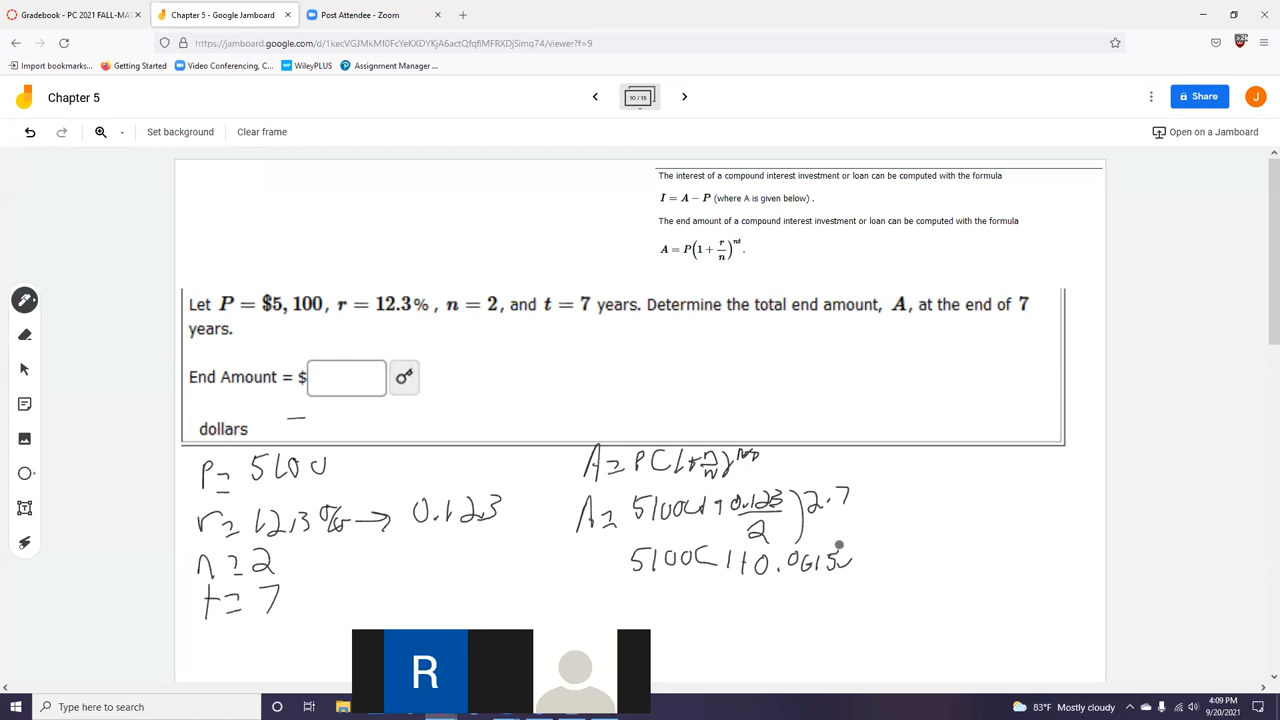 Gradebook - PC 2021 FALL-MAT
Chapter 5 - Google Jamboard
Post Attendee - Zoom
https://jamboard.google.com/d/1kecVGJMkMI0FcYeKXDYKjA6actQfqfiMFRXDjSimq74/viewer?f=9
Import bookmarks...
Getting Started
Video Conferencing, C...
WileyPLUS
Assignment Manager ...
Chapter 5
10 / 15
Share
J
Set background
Clear frame
Open on a Jamboard
The interest of a compound interest investment or loan can be computed with the formula
I = A − P (where A is given below) .
The end amount of a compound interest investment or loan can be computed with the formula
A = P(1 + r/n)^nt.
Let P = $5, 100, r = 12.3% , n = 2, and t = 7 years. Determine the total end amount, A, at the end of 7
years.
End Amount = $
dollars
P = 5100
r = 12.3% → 0.123
n = 2
t = 7
A = 5100(1 + 0.123/2)2·7
5100(1+0.0615
R
Type here to search
83°F Mostly cloudy
4:09 PM
9/20/2021